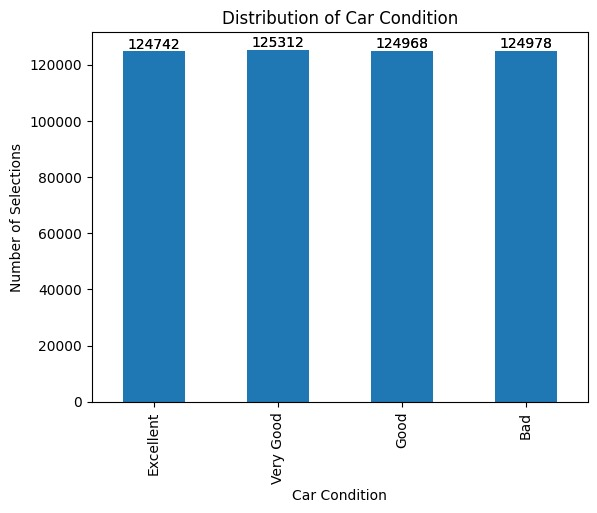 Distribution of Car Condition
124742
125312
124968
124978
120000
100000
80000
60000
40000
20000
0
Number of Selections
Excellent
Very Good
Good
Bad
Car Condition